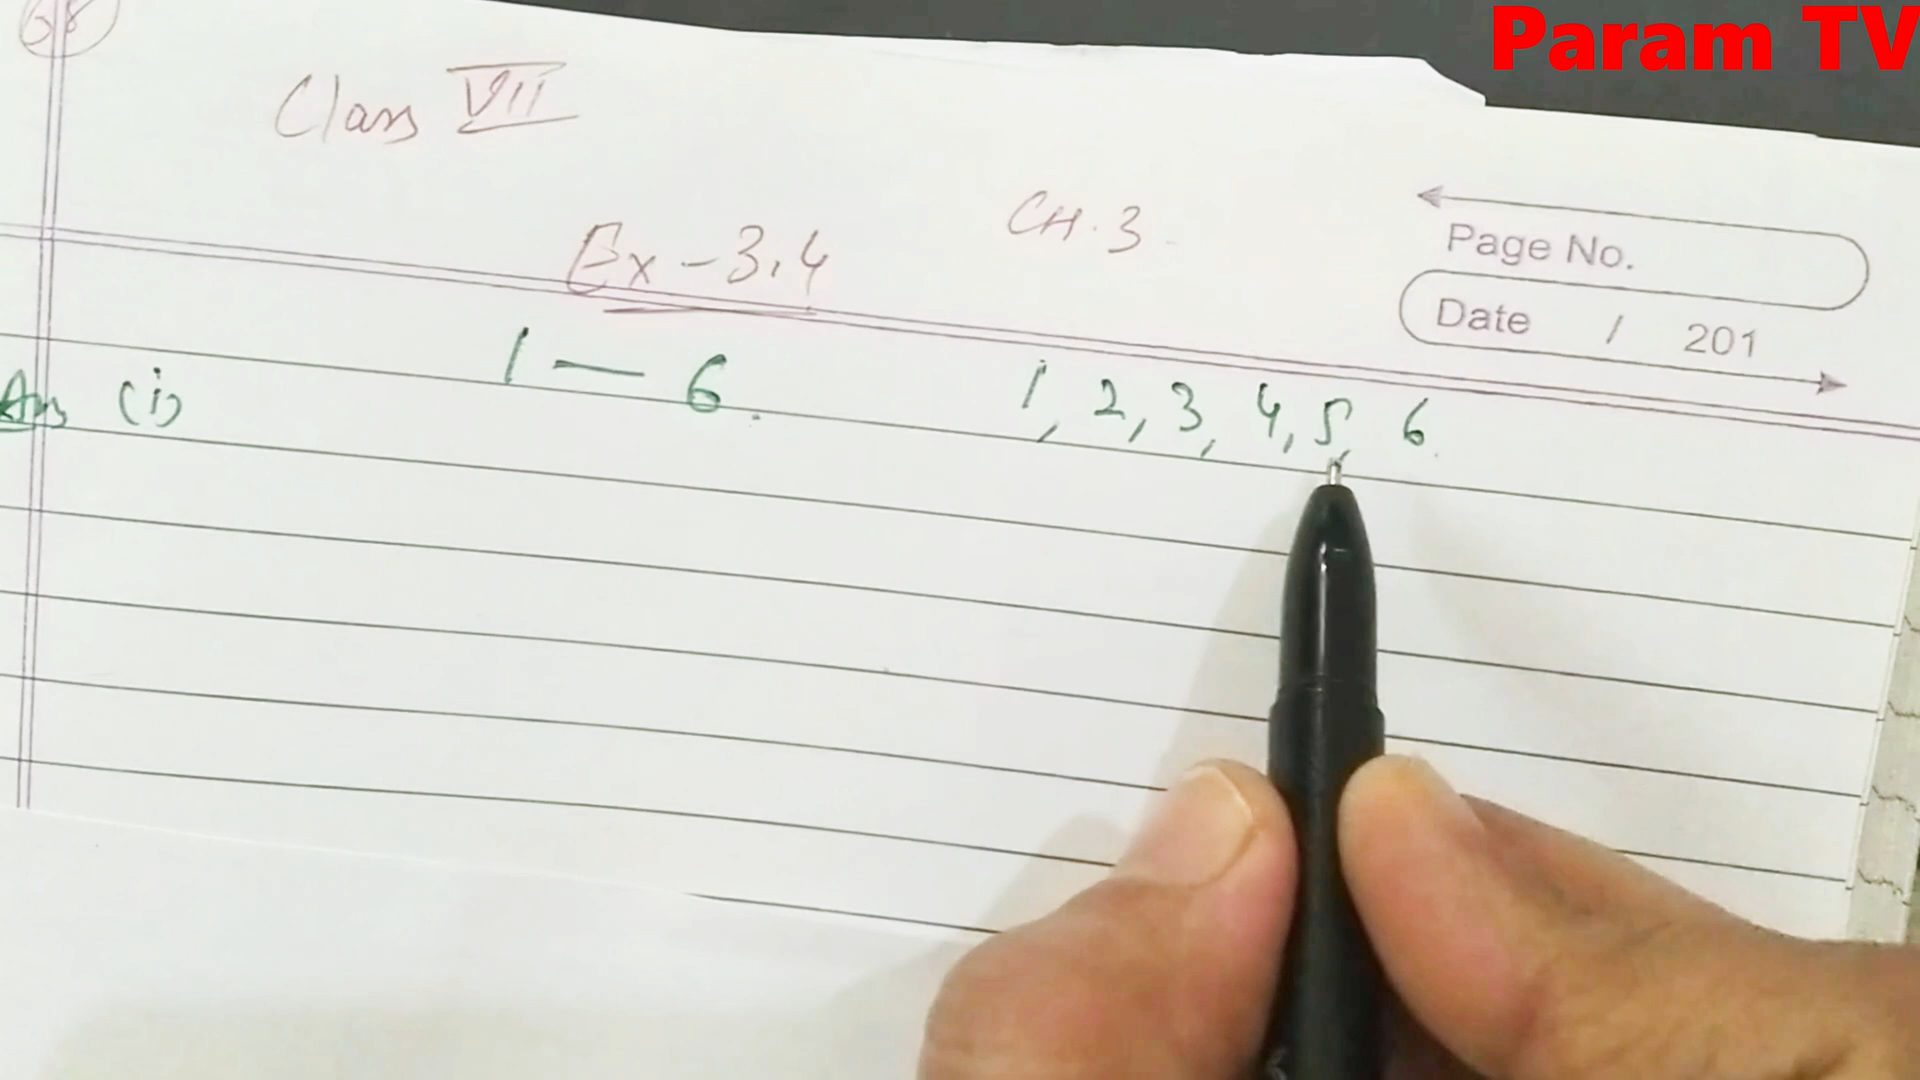 Param TV
Class VII
CH. 3
Ex - 3.4
Page No.
Date / 201
1 — 6.
1, 2, 3, 4, 5, 6.
Ans (i)